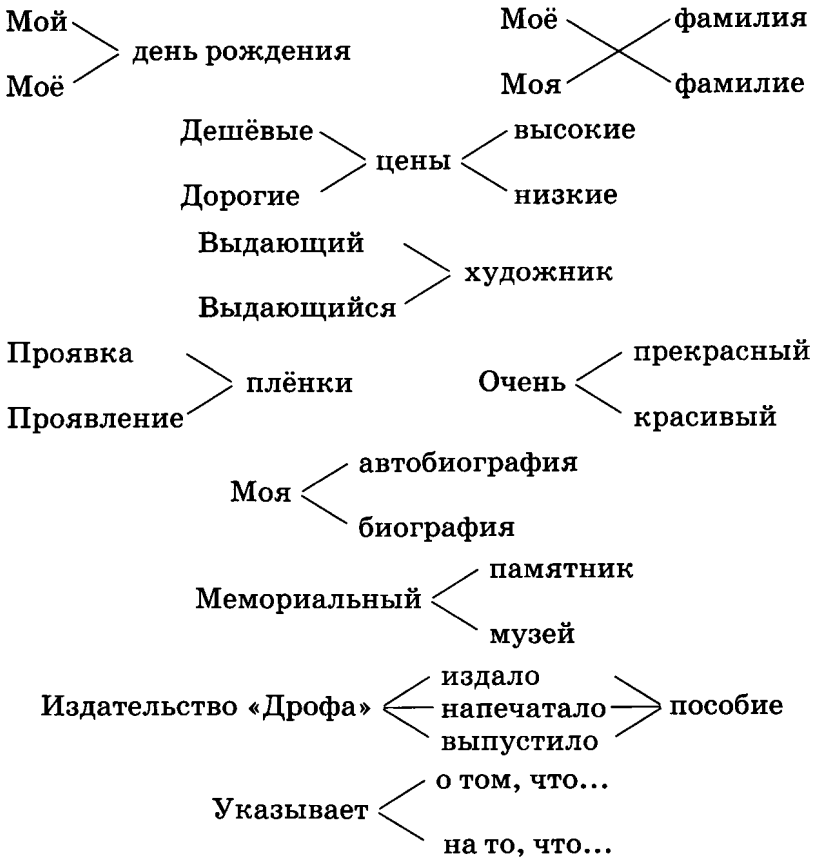 Мой
день рождения
Моё
Моё фамилия
Моя фамилие
Дешёвые высокие
цены
Дорогие низкие
Выдающий
художник
Выдающийся
Проявка прекрасный
плёнки Очень
Проявление красивый
автобиография
Моя
биография
памятник
Мемориальный
музей
издало
Издательство «Дрофа» напечатало пособие
выпустило
о том, что...
Указывает
на то, что...